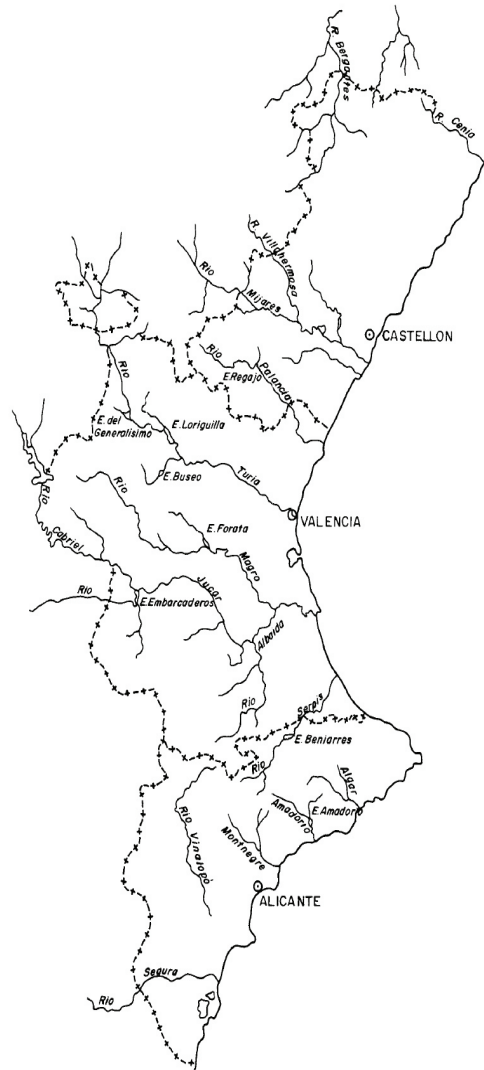 R. Bergantes
R. Cenia
R. Villahermosa
Rio
Mijares
CASTELLON
Rio
Palancia
E. Regajo
Rio
E. del
Generalisimo
E. Loriguilla
E. Buseo
Turia
Rio
Rio
VALENCIA
E. Forata
Cabriel
Magro
Rio
Jucar
E. Embarcaderos
Albaida
Rio
Serpis
E. Beniarres
Rio
Algar
Amadorio
E. Amadorio
Rio Vinalopó
Montnegre
ALICANTE
Segura
Rio